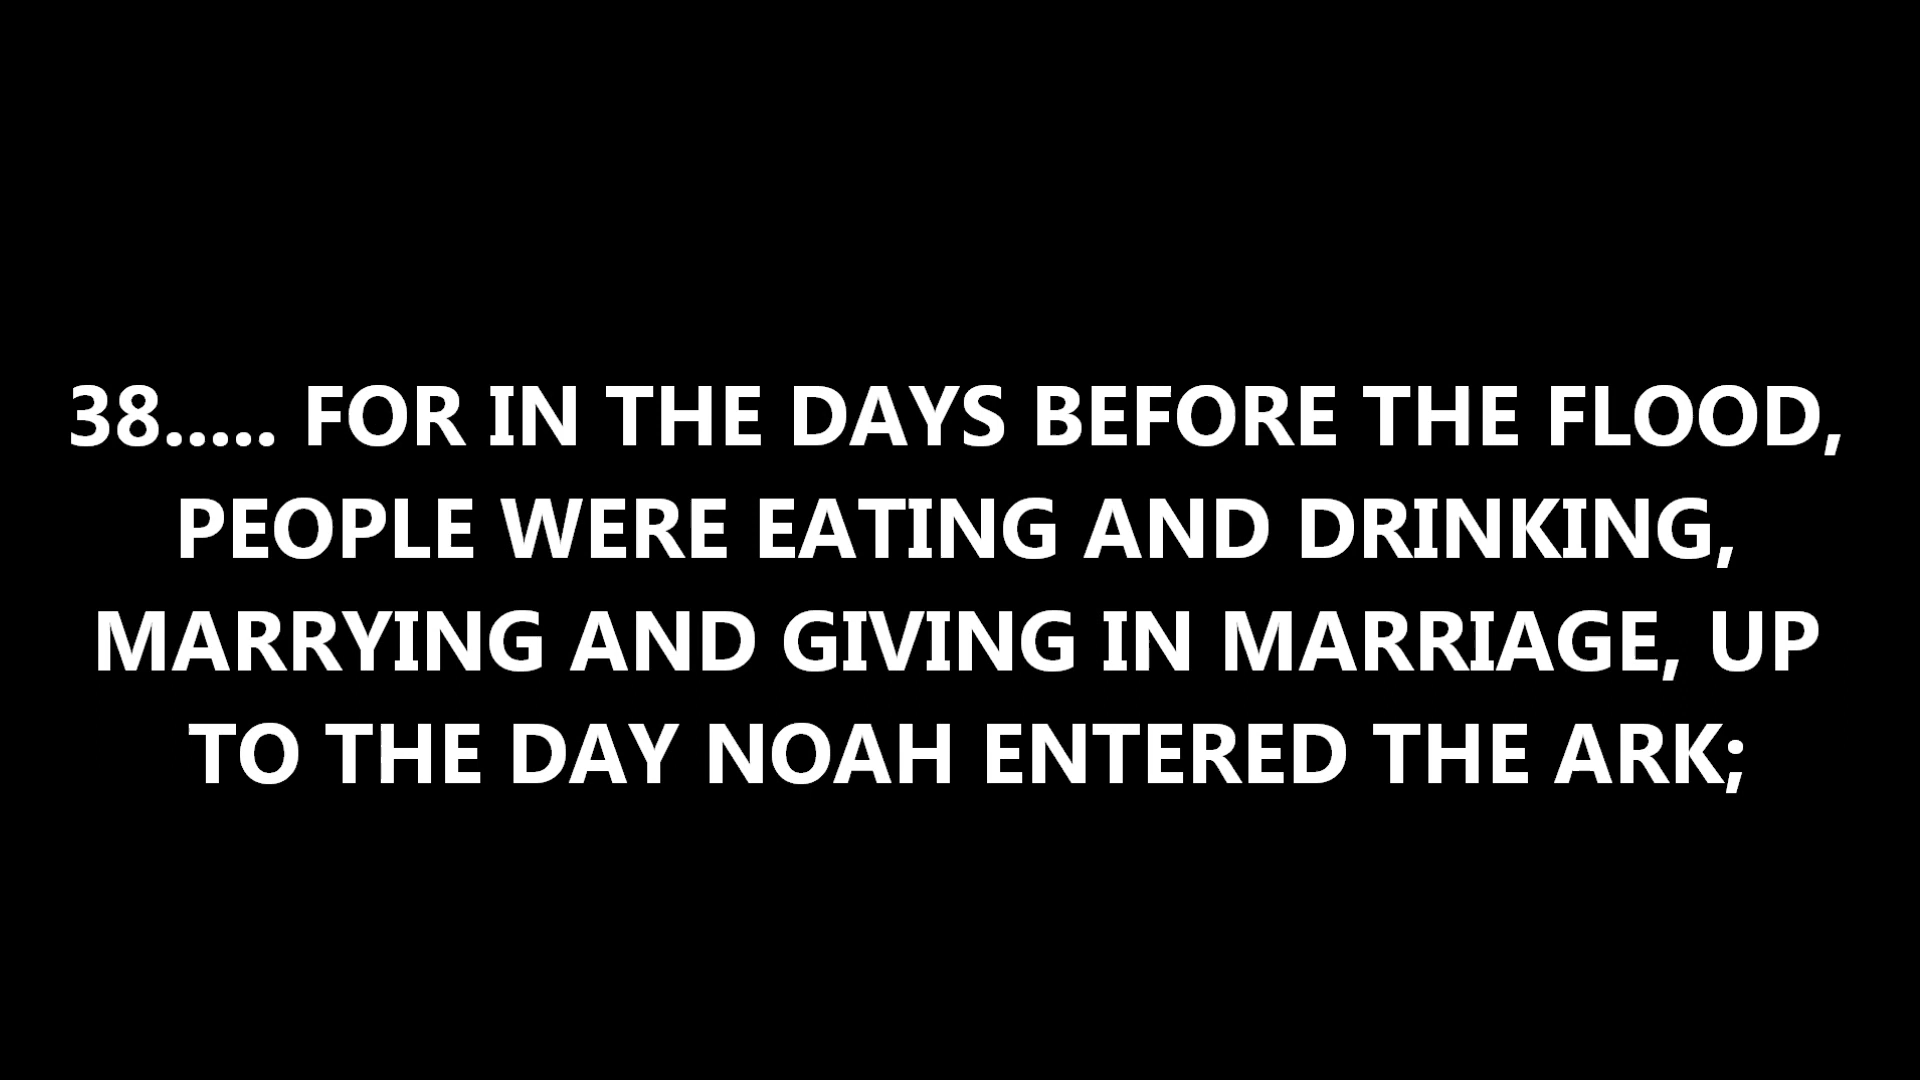 38..... FOR IN THE DAYS BEFORE THE FLOOD,
PEOPLE WERE EATING AND DRINKING,
MARRYING AND GIVING IN MARRIAGE, UP
TO THE DAY NOAH ENTERED THE ARK;